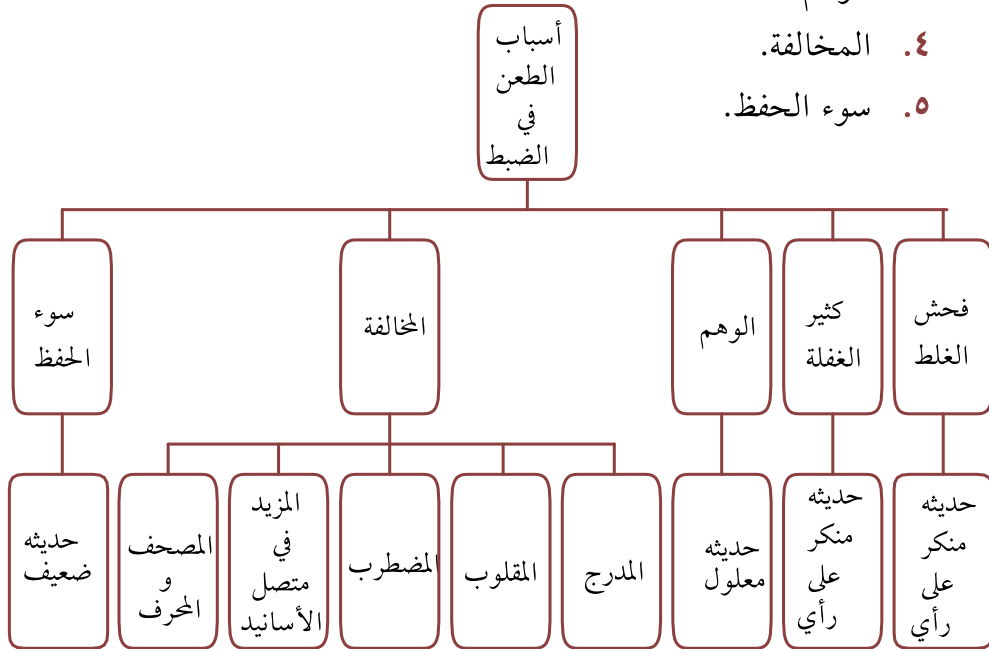 ٤. المخالفة.
٥. سوء الحفظ.
أسباب
الطعن
في
الضبط
فحش
الغلط
كثير
الغفلة
الوهم
المخالفة
سوء
الحفظ
حديثه
منكر
على
رأي
حديثه
منكر
على
رأي
حديثه
معلول
المدرج
المقلوب
المضطرب
المزيد
في
متصل
الأسانيد
المصحف
و
المحرف
حديثه
ضعيف